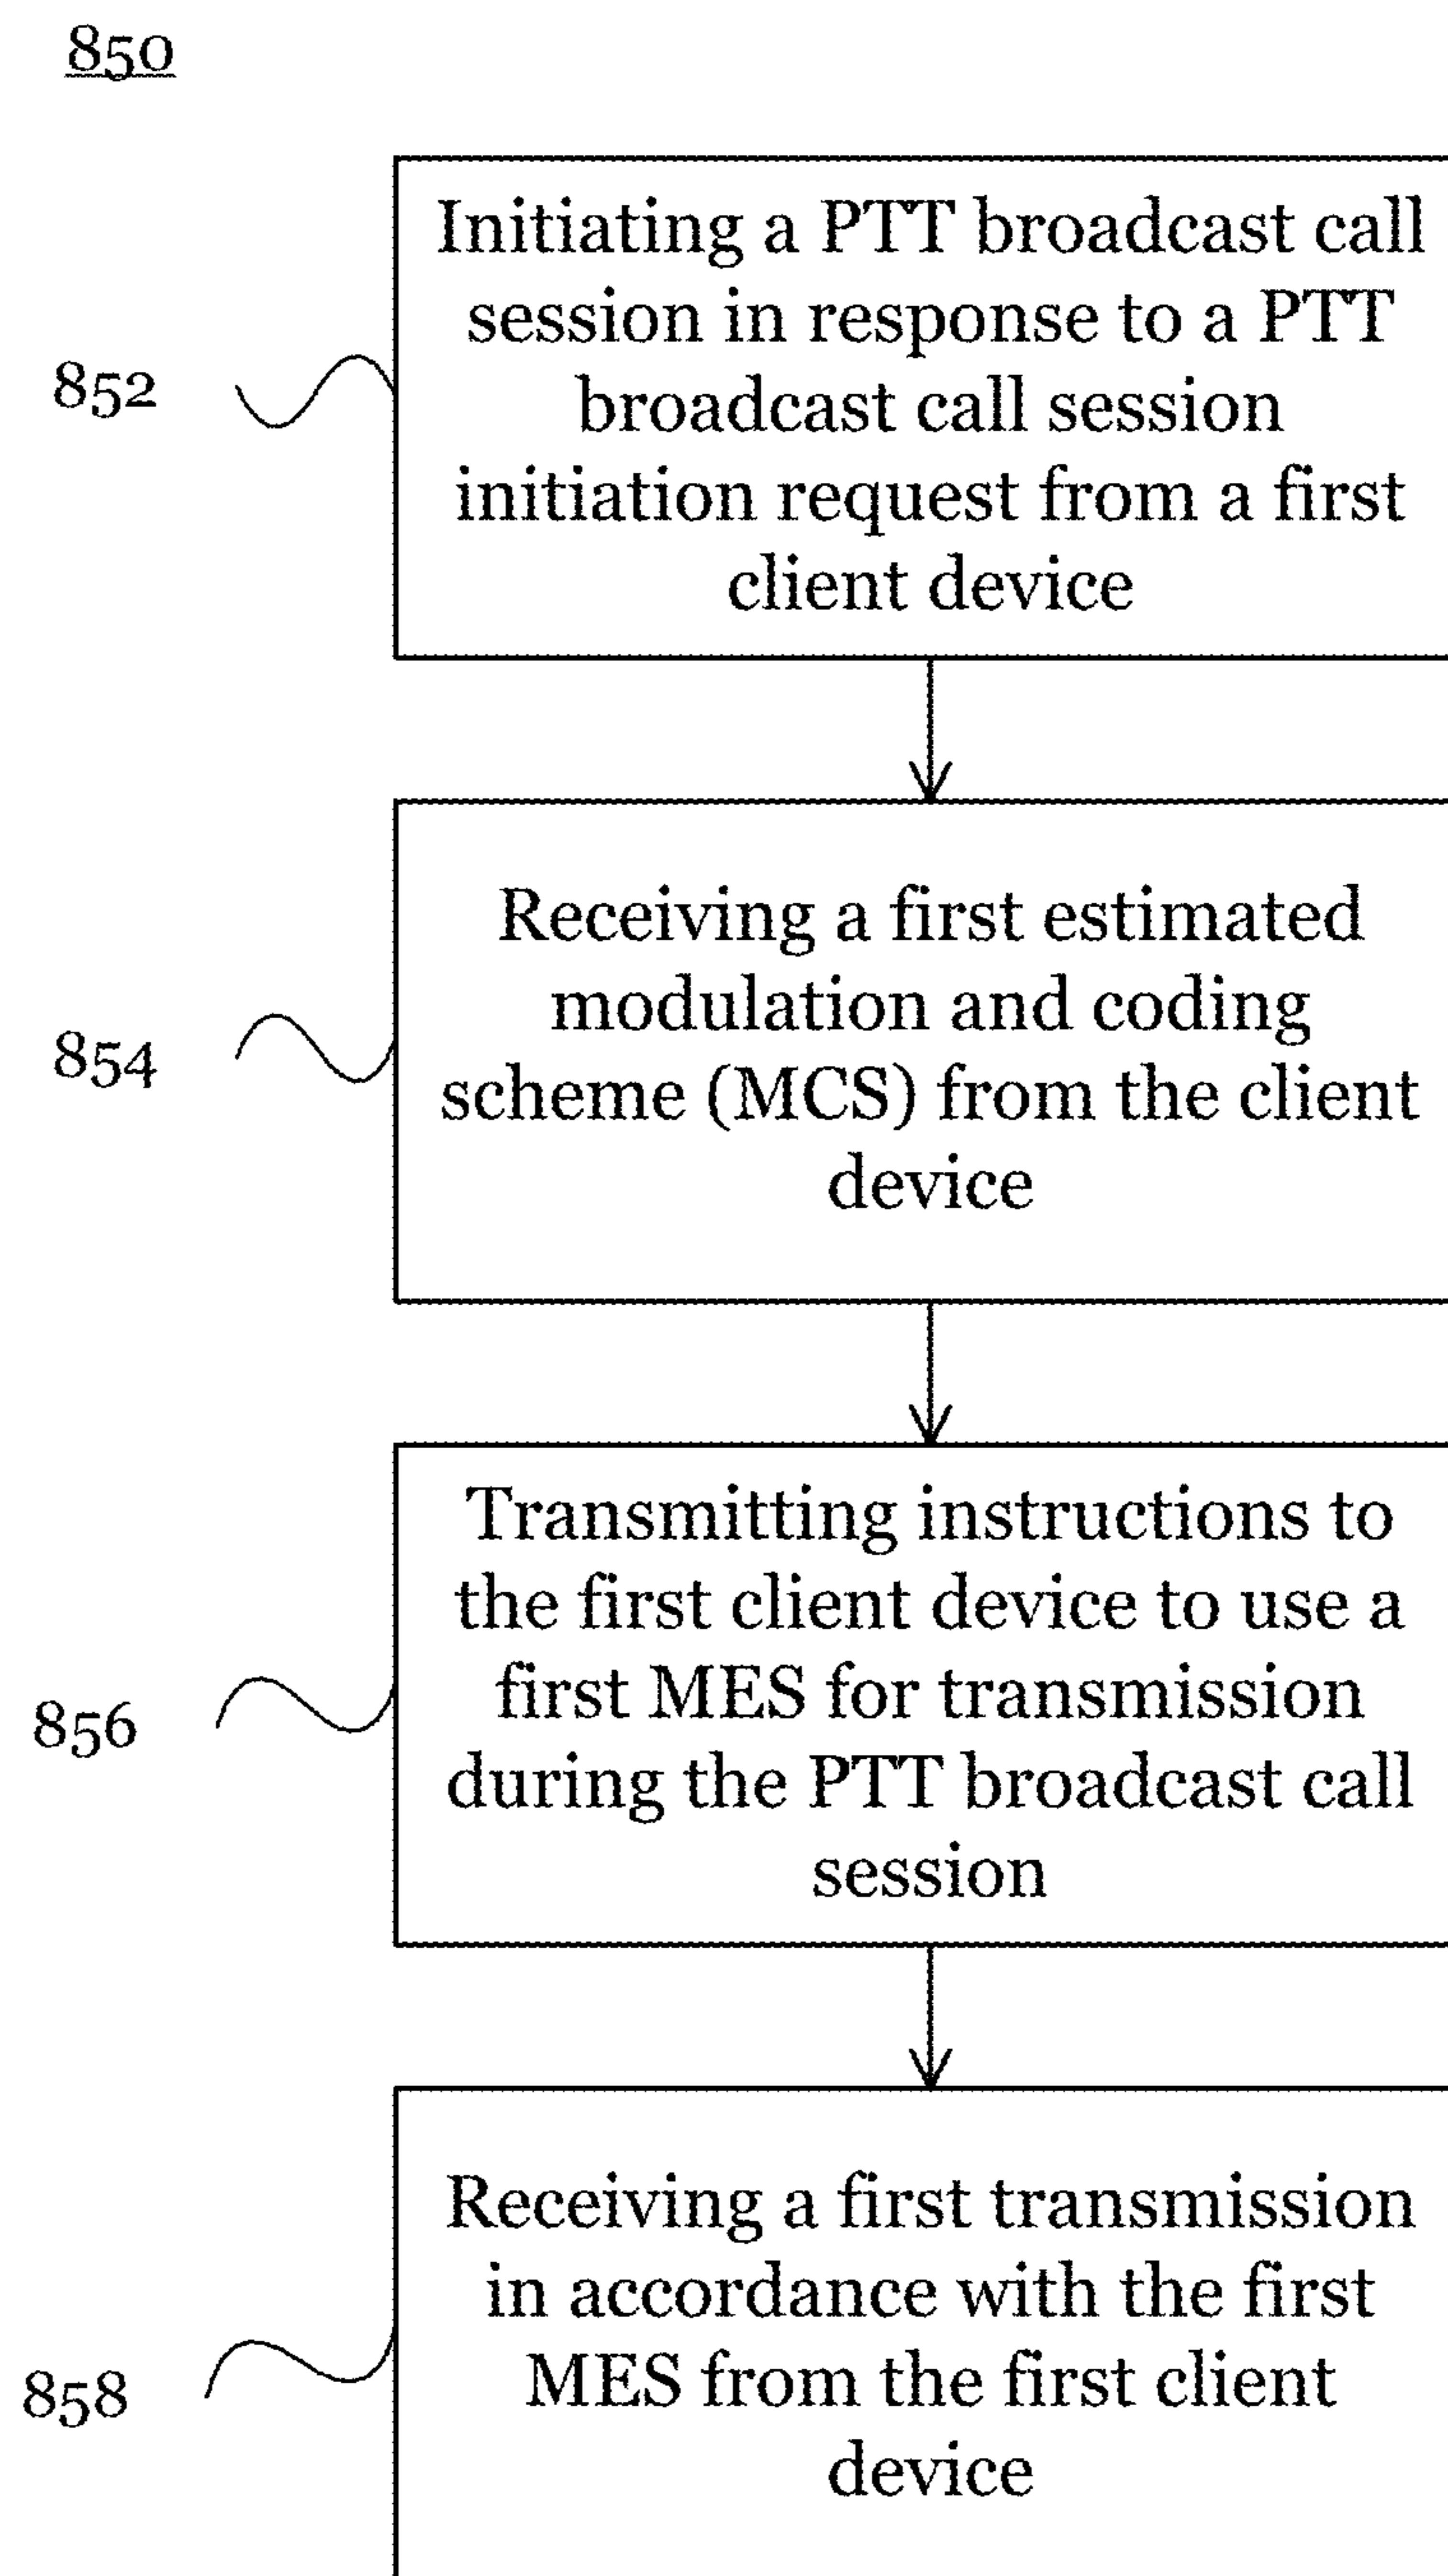 850
Initiating a PTT broadcast call
session in response to a PTT
broadcast call session
initiation request from a first
client device
852
Receiving a first estimated
modulation and coding
scheme (MCS) from the client
device
854
Transmitting instructions to
the first client device to use a
first MES for transmission
during the PTT broadcast call
session
856
Receiving a first transmission
in accordance with the first
MES from the first client
device
858